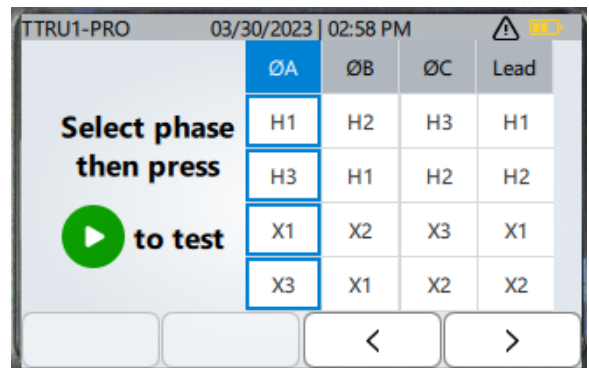 TTRU1-PRO 03/30/2023 | 02:58 PM
ØA ØB ØC Lead
Select phase
then press
to test
H1 H2 H3 H1
H3 H1 H2 H2
X1 X2 X3 X1
X3 X1 X2 X2
< >